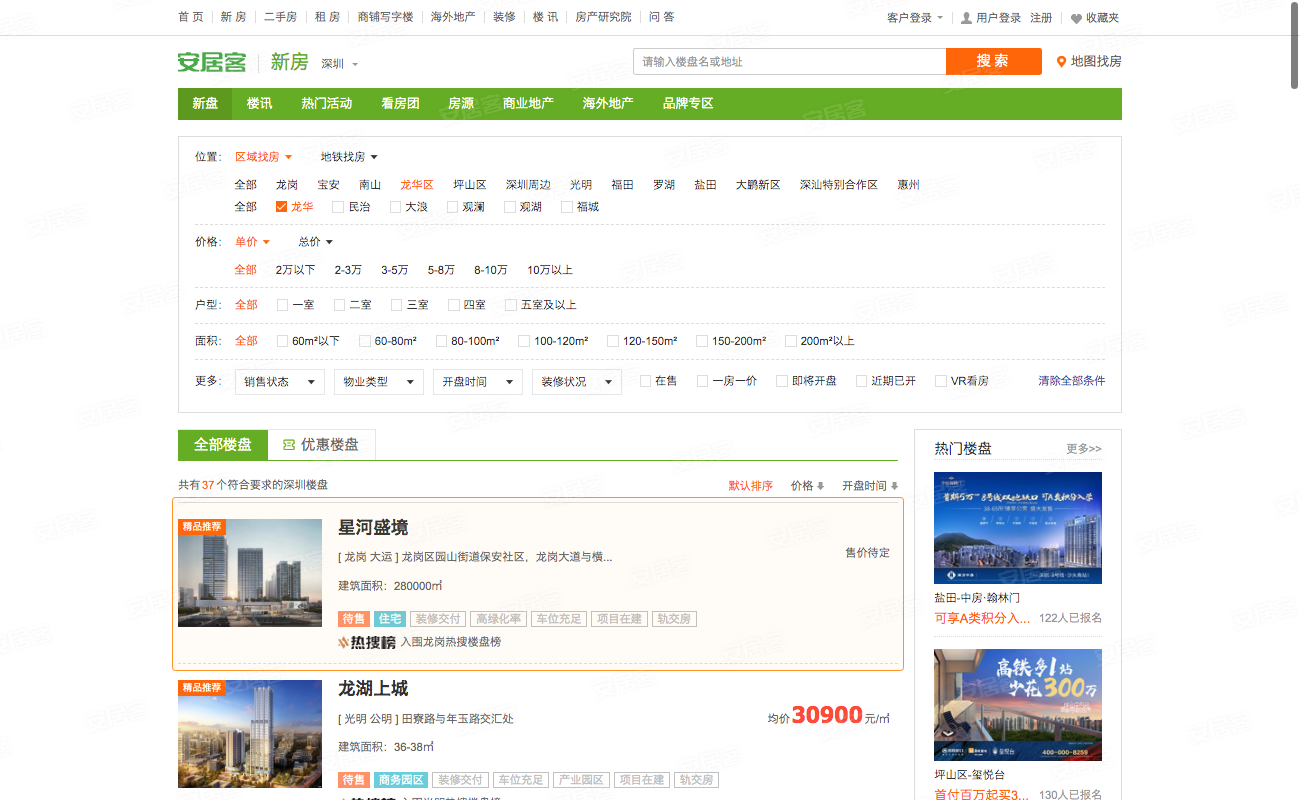 首 页 新 房 二手房 租 房 商铺写字楼 海外地产 装修 楼 讯 房产研究院 问 答 客户登录 用户登录 注册 收藏夹
安居客 新房 深圳 请输入楼盘名或地址 搜 索 地图找房
新盘 楼讯 热门活动 看房团 房源 商业地产 海外地产 品牌专区
位置： 区域找房 地铁找房
全部 龙岗 宝安 南山 龙华区 坪山区 深圳周边 光明 福田 罗湖 盐田 大鹏新区 深汕特别合作区 惠州
全部 龙华 民治 大浪 观澜 观湖 福城
价格： 单价 总价
全部 2万以下 2-3万 3-5万 5-8万 8-10万 10万以上
户型： 全部 一室 二室 三室 四室 五室及以上
面积： 全部 60m²以下 60-80m² 80-100m² 100-120m² 120-150m² 150-200m² 200m²以上
更多： 销售状态 物业类型 开盘时间 装修状况 在售 一房一价 即将开盘 近期已开 VR看房 清除全部条件
全部楼盘 优惠楼盘
共有37个符合要求的深圳楼盘 默认排序 价格 开盘时间
精品推荐
星河盛境
[ 龙岗 大运 ] 龙岗区园山街道保安社区，龙岗大道与横...
售价待定
建筑面积：280000㎡
待售 住宅 装修交付 高绿化率 车位充足 项目在建 轨交房
热搜榜 入围龙岗热搜楼盘榜
精品推荐
龙湖上城
[ 光明 公明 ] 田寮路与年玉路交汇处
均价30900元/㎡
建筑面积：36-38㎡
待售 商务园区 装修交付 车位充足 产业园区 项目在建 轨交房
热门楼盘 更多>>
盐田-中房·翰林门
可享A类积分入... 122人已报名
高铁多1站
少花300万
400-000-8259
坪山区-玺悦台
首付百万起买3... 130人已报名